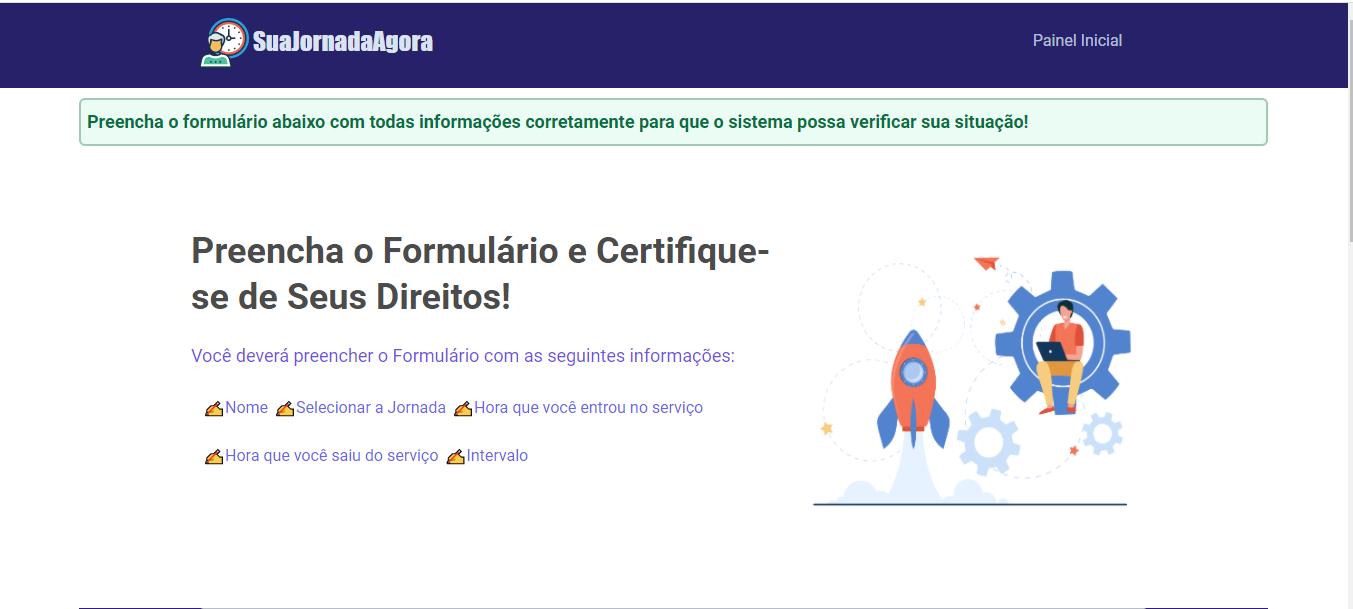 SuaJornadaAgora
Painel Inicial
Preencha o formulário abaixo com todas informações corretamente para que o sistema possa verificar sua situação!
Preencha o Formulário e Certifique-
se de Seus Direitos!
Você deverá preencher o Formulário com as seguintes informações:
✍Nome ✍Selecionar a Jornada ✍Hora que você entrou no serviço
✍Hora que você saiu do serviço ✍Intervalo